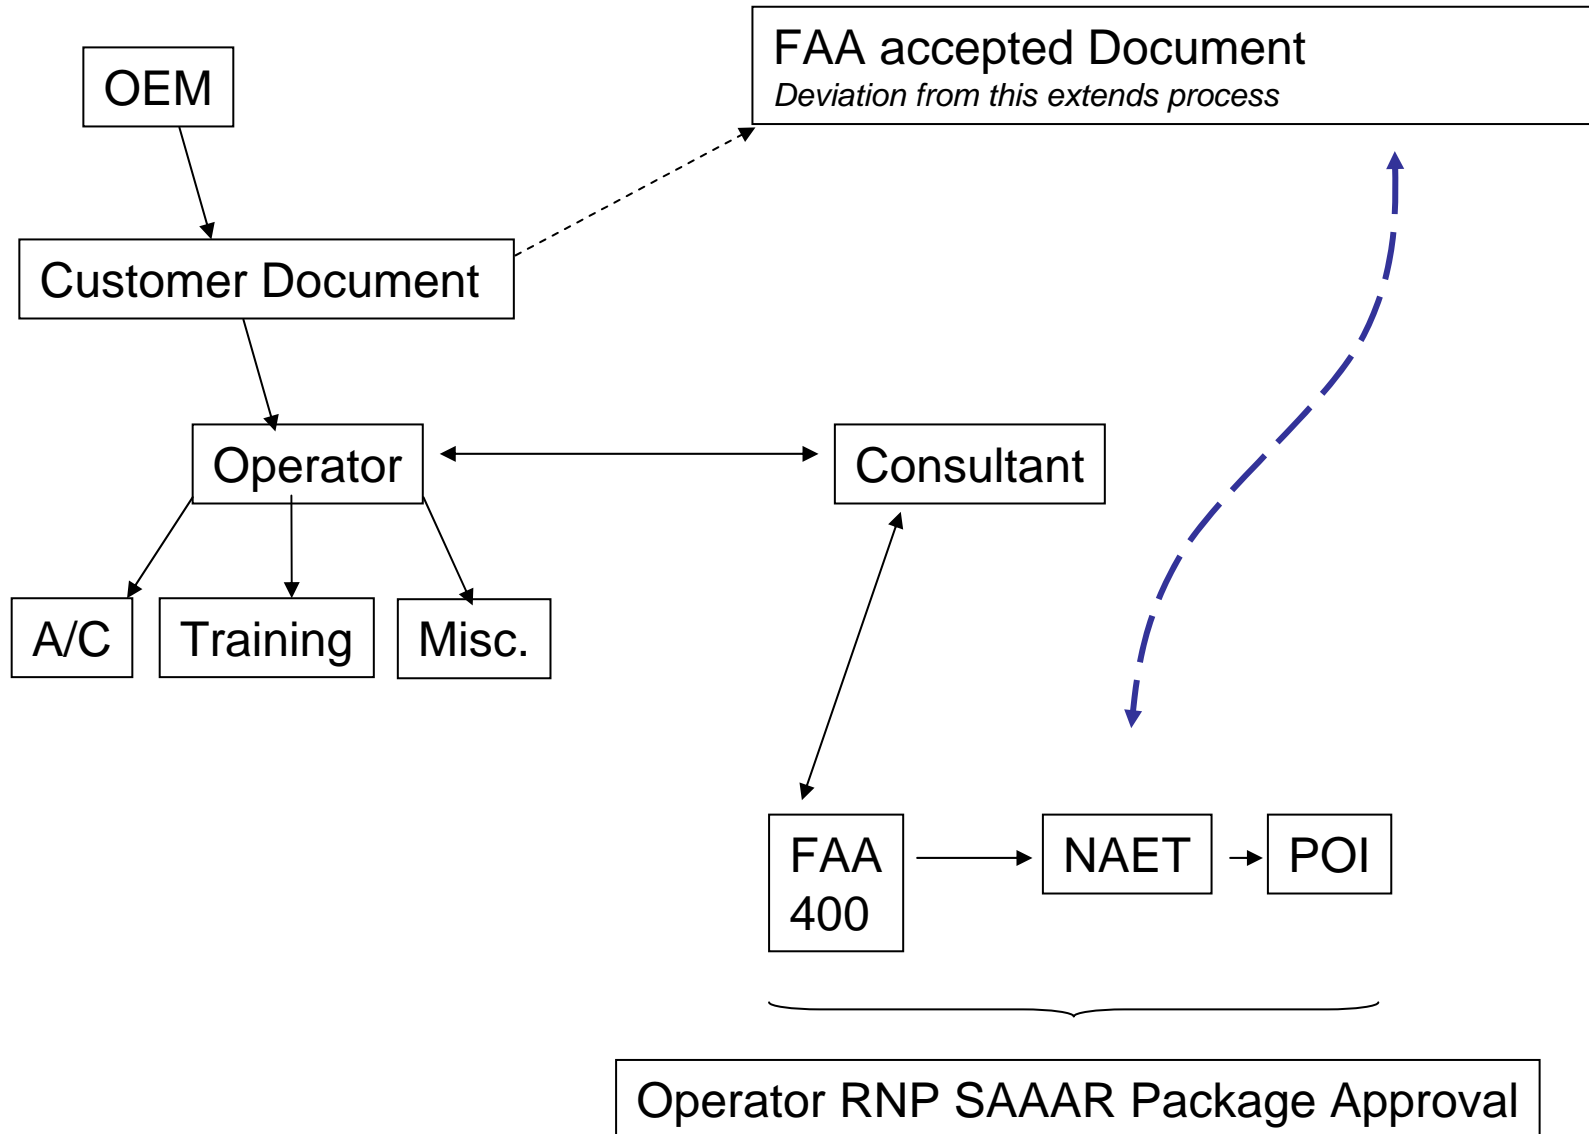 OEM
FAA accepted Document
Deviation from this extends process
Customer Document
Operator
Consultant
A/C
Training
Misc.
FAA
400
NAET
POI
Operator RNP SAAAR Package Approval